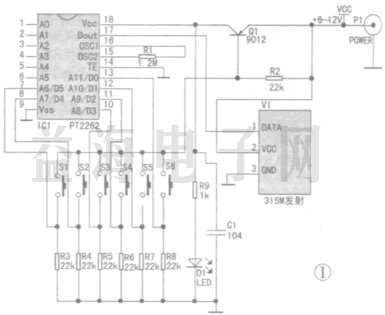 VCC
+6~12V
P1
POWER
Q1
9012
1 A0 Vcc 18
2 A1 Dout 17
3 A2 OSC1 16
4 A3 OSC2 15
5 A4 TE 14
6 A5 A11/D0 13
7 A6/D5 A10/D1 12
8 A7/D4 A9/D2 11
9 Vss A8/D3 10
IC1 PT2262
R1
1.2M
R2
22k
V1
1 DATA
2 VCC
3 GND
315M发射
益海电子网
S1 S2 S3 S4 S5 S6
R9
1k
C1
104
R3 R4 R5 R6 R7 R8
22k 22k 22k 22k 22k 22k
D1
LED
①